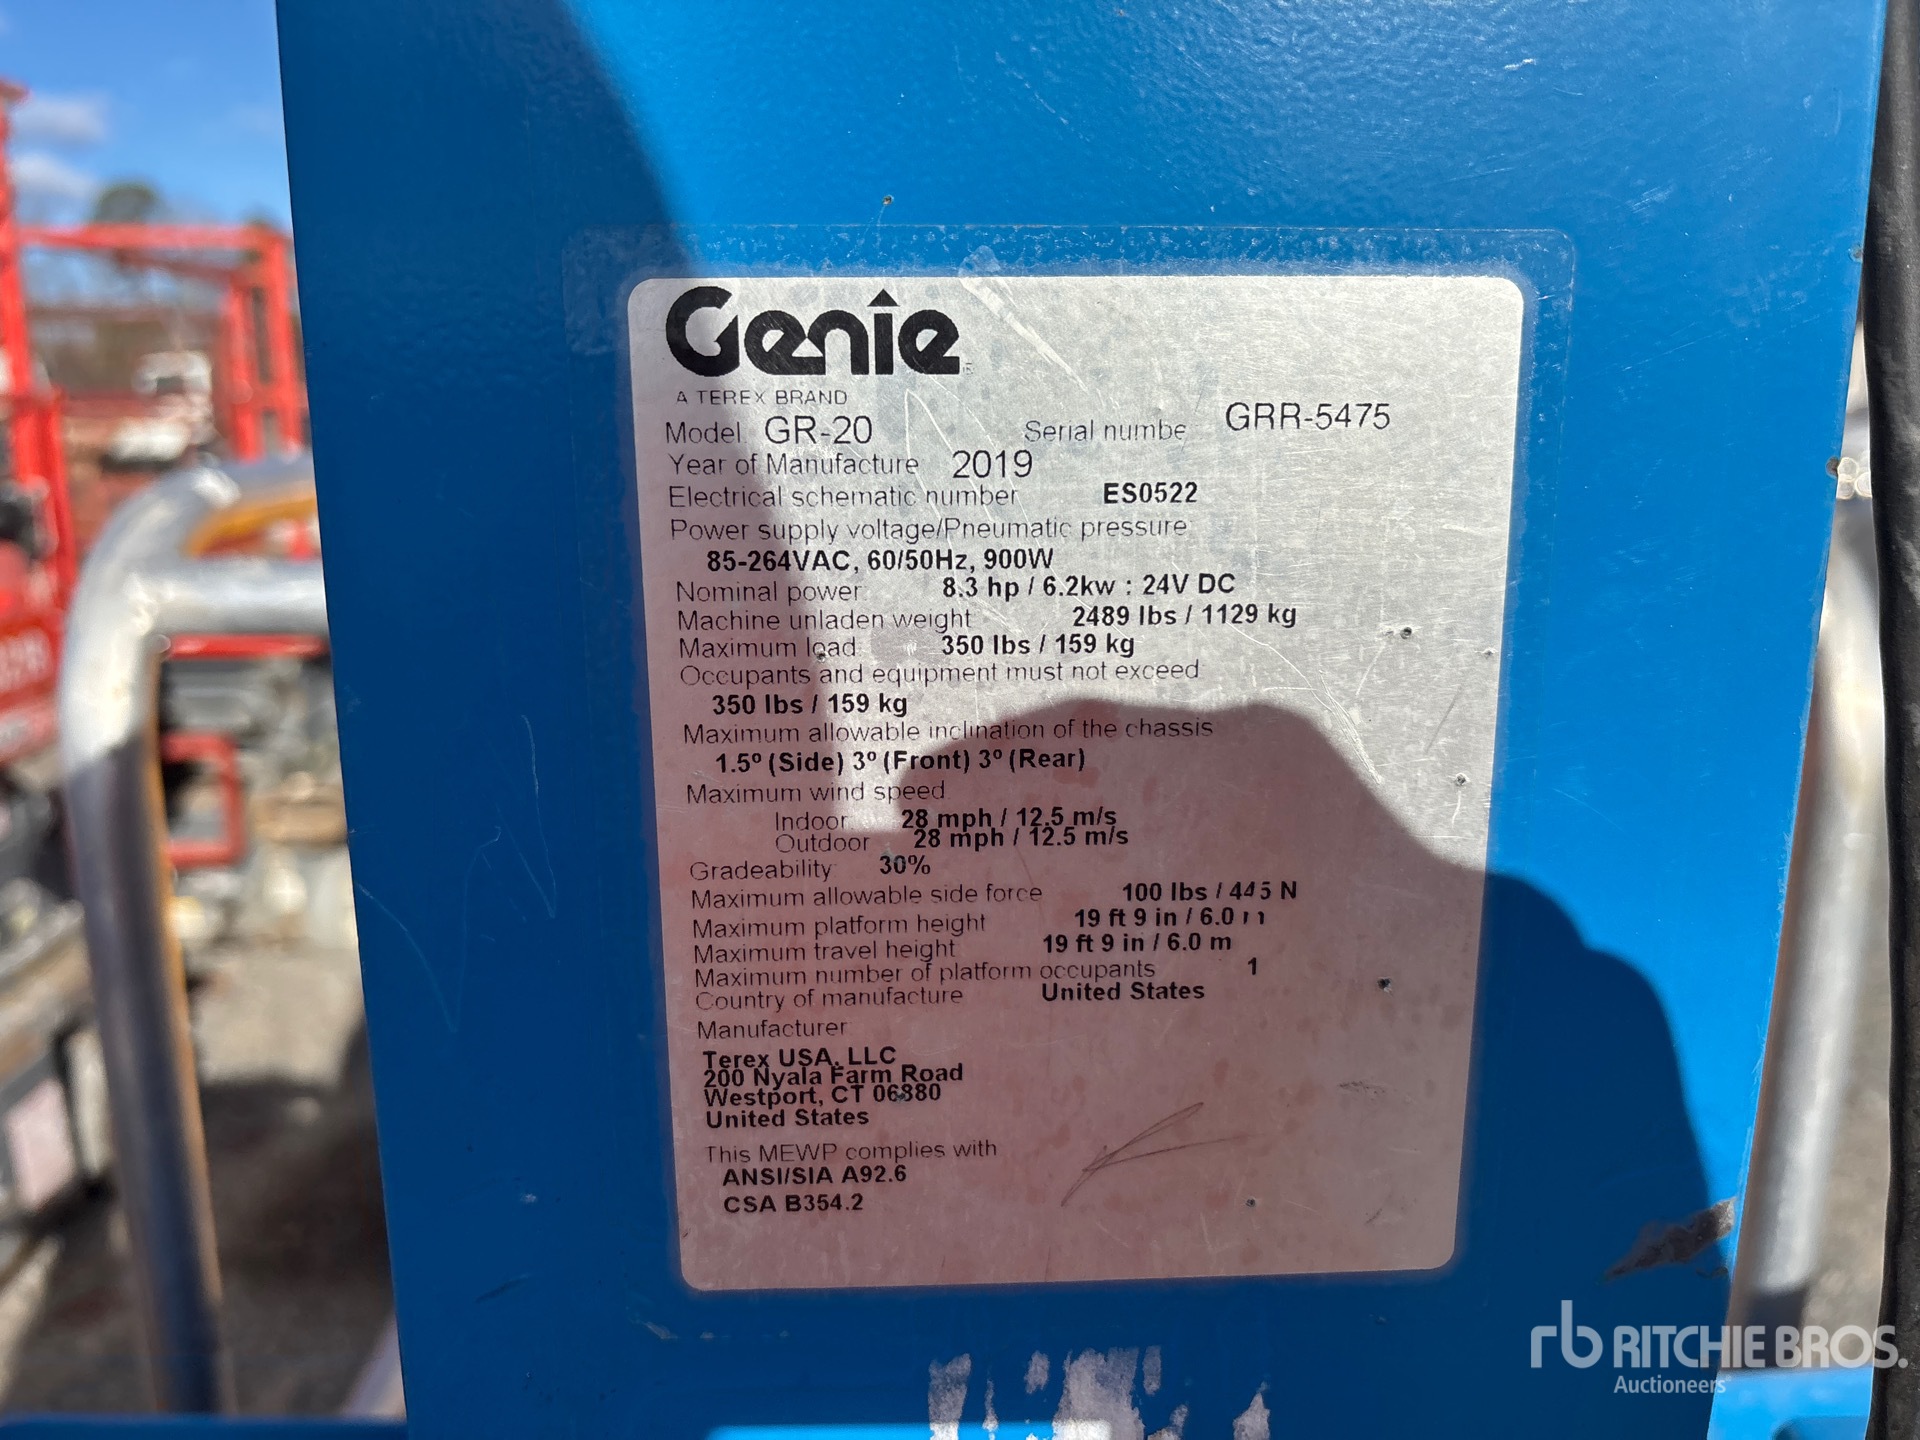 Genie
A TEREX BRAND
Model GR-20 Serial numbe GRR-5475
Year of Manufacture 2019
Electrical schematic number ES0522
Power supply voltage/Pneumatic pressure
85-264VAC, 60/50Hz, 900W
Nominal power 8.3 hp / 6.2kw : 24V DC
Machine unladen weight 2489 lbs / 1129 kg
Maximum load 350 lbs / 159 kg
Occupants and equipment must not exceed
350 lbs / 159 kg
Maximum allowable inclination of the chassis
1.5º (Side) 3º (Front) 3º (Rear)
Maximum wind speed
Indoor 28 mph / 12.5 m/s
Outdoor 28 mph / 12.5 m/s
Gradeability 30%
Maximum allowable side force 100 lbs / 445 N
Maximum platform height 19 ft 9 in / 6.0 m
Maximum travel height 19 ft 9 in / 6.0 m
Maximum number of platform occupants 1
Country of manufacture United States
Manufacturer
Terex USA, LLC
200 Nyala Farm Road
Westport, CT 06880
United States
This MEWP complies with
ANSI/SIA A92.6
CSA B354.2
rb RITCHIE BROS.
Auctioneers